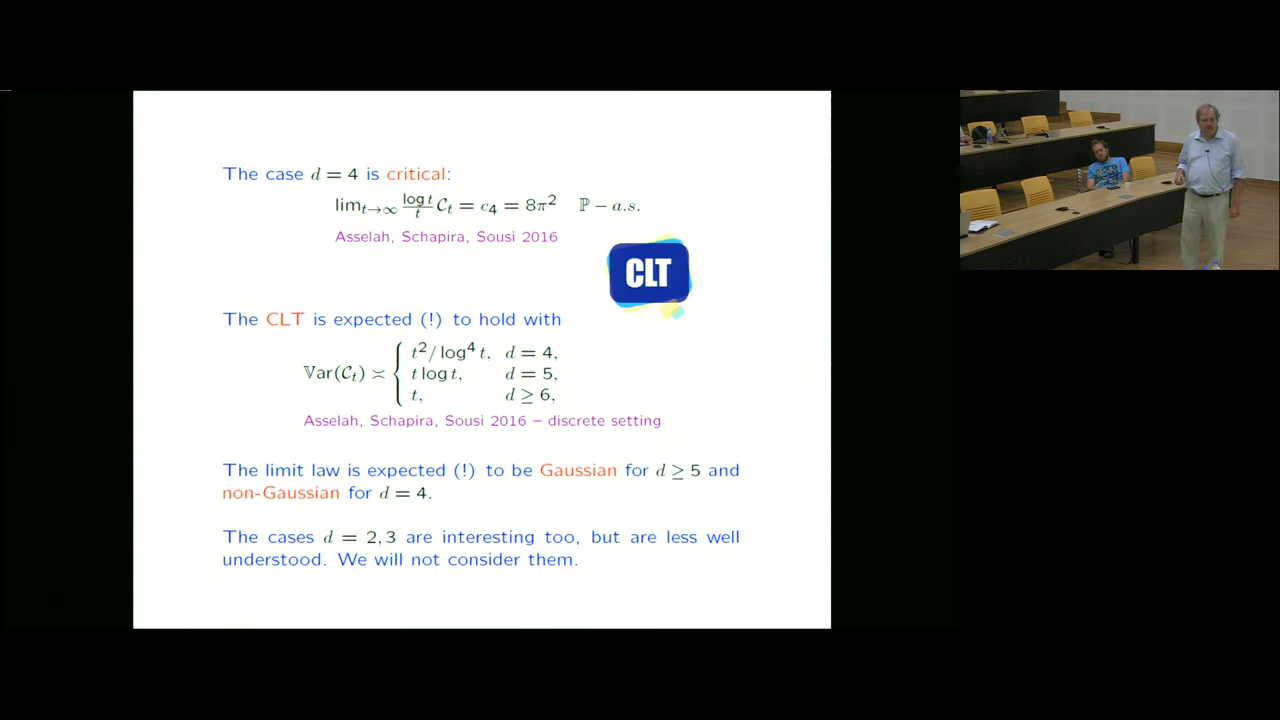 The case d = 4 is critical:
lim_{t→∞} \frac{log t}{t} 𝒞_t = c_4 = 8π² ℙ − a.s.
Asselah, Schapira, Sousi 2016
CLT
The CLT is expected (!) to hold with
𝕍ar(𝒞_t) ≍ { t²/ log⁴ t, d = 4,
t log t, d = 5,
t, d ≥ 6,
Asselah, Schapira, Sousi 2016 – discrete setting
The limit law is expected (!) to be Gaussian for d ≥ 5 and
non-Gaussian for d = 4.
The cases d = 2, 3 are interesting too, but are less well
understood. We will not consider them.